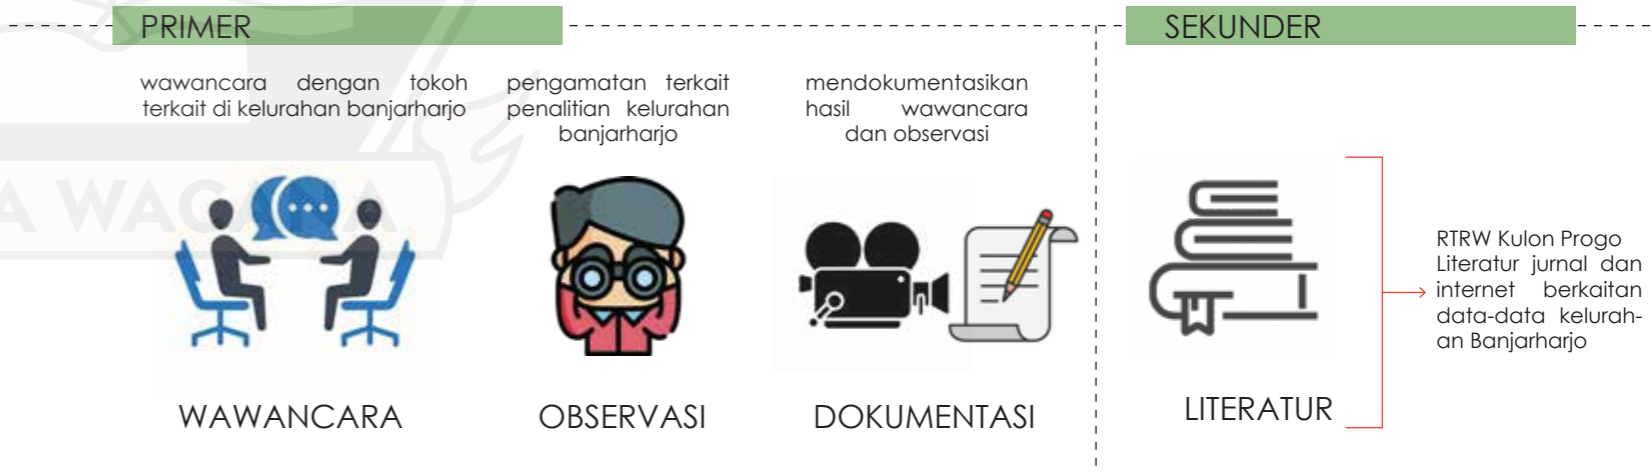 PRIMER
wawancara dengan tokoh
terkait di kelurahan banjarharjo
WAWANCARA
pengamatan terkait
penalitian kelurahan
banjarharjo
OBSERVASI
mendokumentasikan
hasil wawancara
dan observasi
DOKUMENTASI
SEKUNDER
LITERATUR
RTRW Kulon Progo
Literatur jurnal dan
internet berkaitan
data-data kelurah-
an Banjarharjo
A WACANA